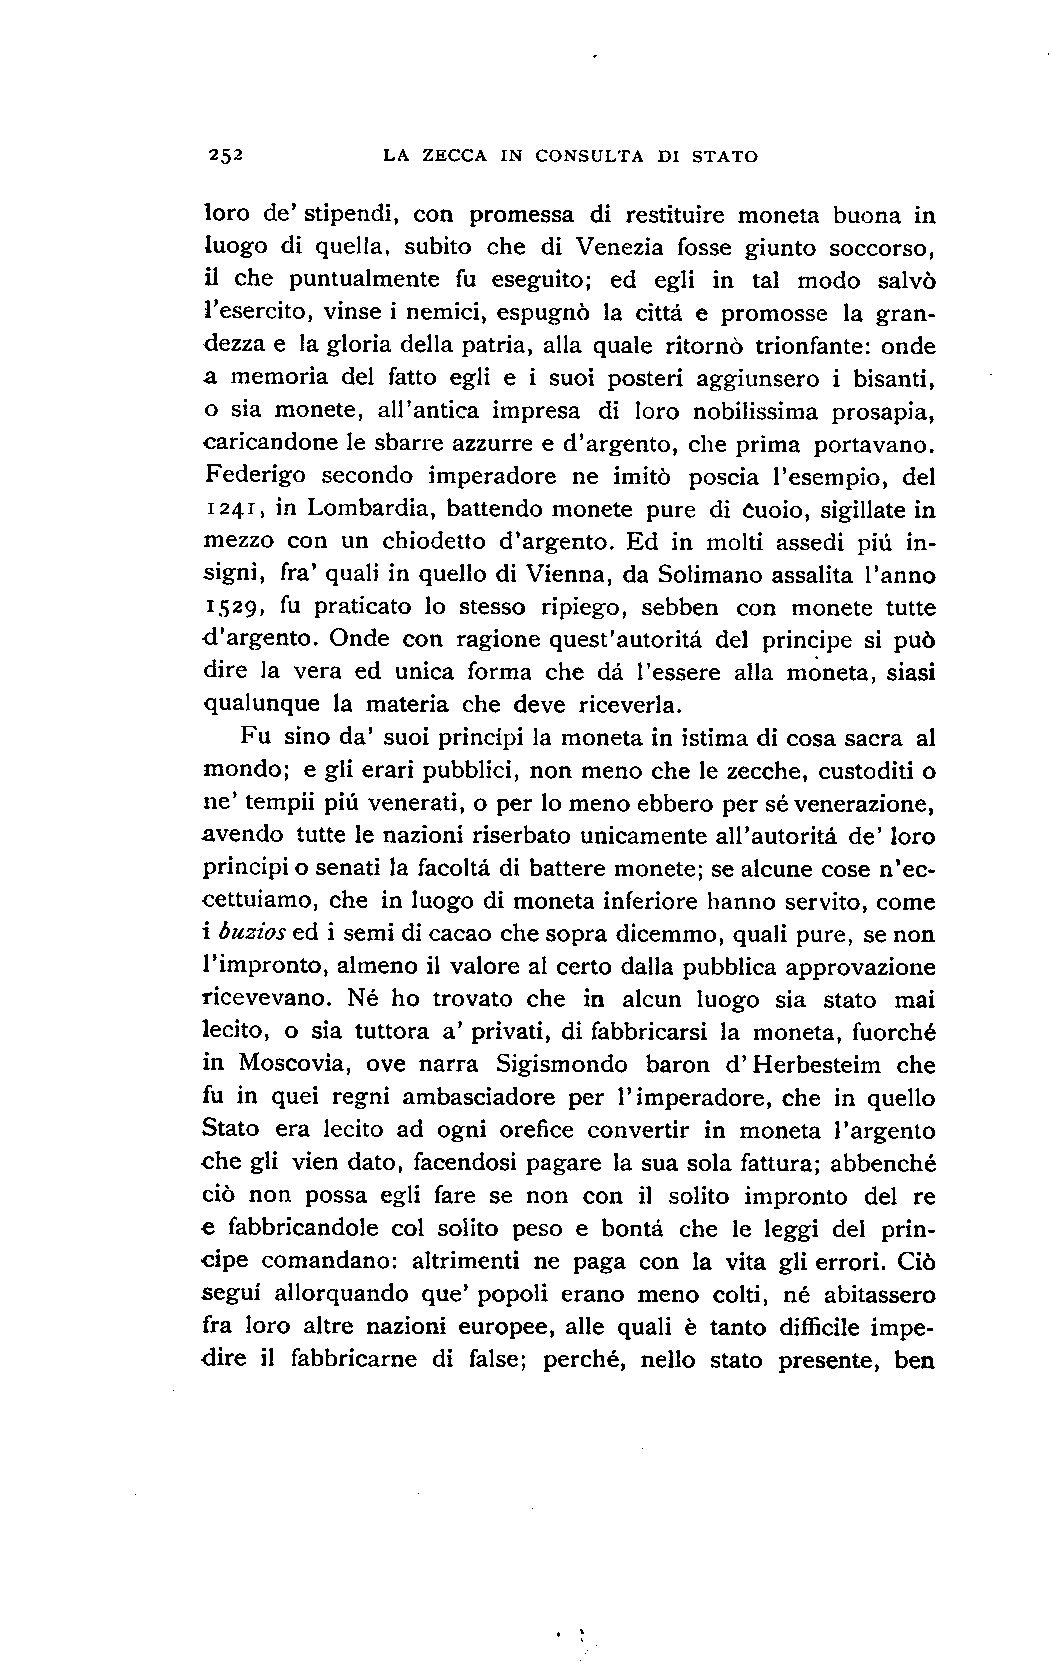 252 LA ZECCA IN CONSULTA DI STATO
loro de' stipendi, con promessa di restituire moneta buona in
luogo di quella, subito che di Venezia fosse giunto soccorso,
il che puntualmente fu eseguito; ed egli in tal modo salvò
l'esercito, vinse i nemici, espugnò la cittá e promosse la gran-
dezza e la gloria della patria, alla quale ritornò trionfante: onde
a memoria del fatto egli e i suoi posteri aggiunsero i bisanti,
o sia monete, all'antica impresa di loro nobilissima prosapia,
caricandone le sbarre azzurre e d'argento, che prima portavano.
Federigo secondo imperadore ne imitò poscia l'esempio, del
1241, in Lombardia, battendo monete pure di cuoio, sigillate in
mezzo con un chiodetto d'argento. Ed in molti assedi piú in-
signi, fra' quali in quello di Vienna, da Solimano assalita l'anno
1529, fu praticato lo stesso ripiego, sebben con monete tutte
d'argento. Onde con ragione quest'autoritá del principe si può
dire la vera ed unica forma che dá l'essere alla moneta, siasi
qualunque la materia che deve riceverla.
Fu sino da' suoi princípi la moneta in istima di cosa sacra al
mondo; e gli erari pubblici, non meno che le zecche, custoditi o
ne' tempii piú venerati, o per lo meno ebbero per sé venerazione,
avendo tutte le nazioni riserbato unicamente all'autoritá de' loro
principi o senati la facoltá di battere monete; se alcune cose n'ec-
cettuiamo, che in luogo di moneta inferiore hanno servito, come
i buzios ed i semi di cacao che sopra dicemmo, quali pure, se non
l'impronto, almeno il valore al certo dalla pubblica approvazione
ricevevano. Né ho trovato che in alcun luogo sia stato mai
lecito, o sia tuttora a' privati, di fabbricarsi la moneta, fuorché
in Moscovia, ove narra Sigismondo baron d'Herbesteim che
fu in quei regni ambasciadore per l'imperadore, che in quello
Stato era lecito ad ogni orefice convertir in moneta l'argento
che gli vien dato, facendosi pagare la sua sola fattura; abbenché
ciò non possa egli fare se non con il solito impronto del re
e fabbricandole col solito peso e bontá che le leggi del prin-
cipe comandano: altrimenti ne paga con la vita gli errori. Ciò
seguí allorquando que' popoli erano meno colti, né abitassero
fra loro altre nazioni europee, alle quali è tanto difficile impe-
dire il fabbricarne di false; perché, nello stato presente, ben